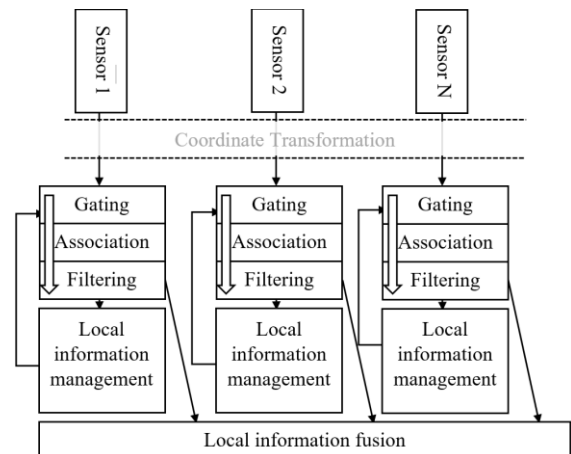 Sensor 1
Sensor 2
Sensor N
Coordinate Transformation
Gating
Association
Filtering
Local
information
management
Gating
Association
Filtering
Local
information
management
Gating
Association
Filtering
Local
information
management
Local information fusion